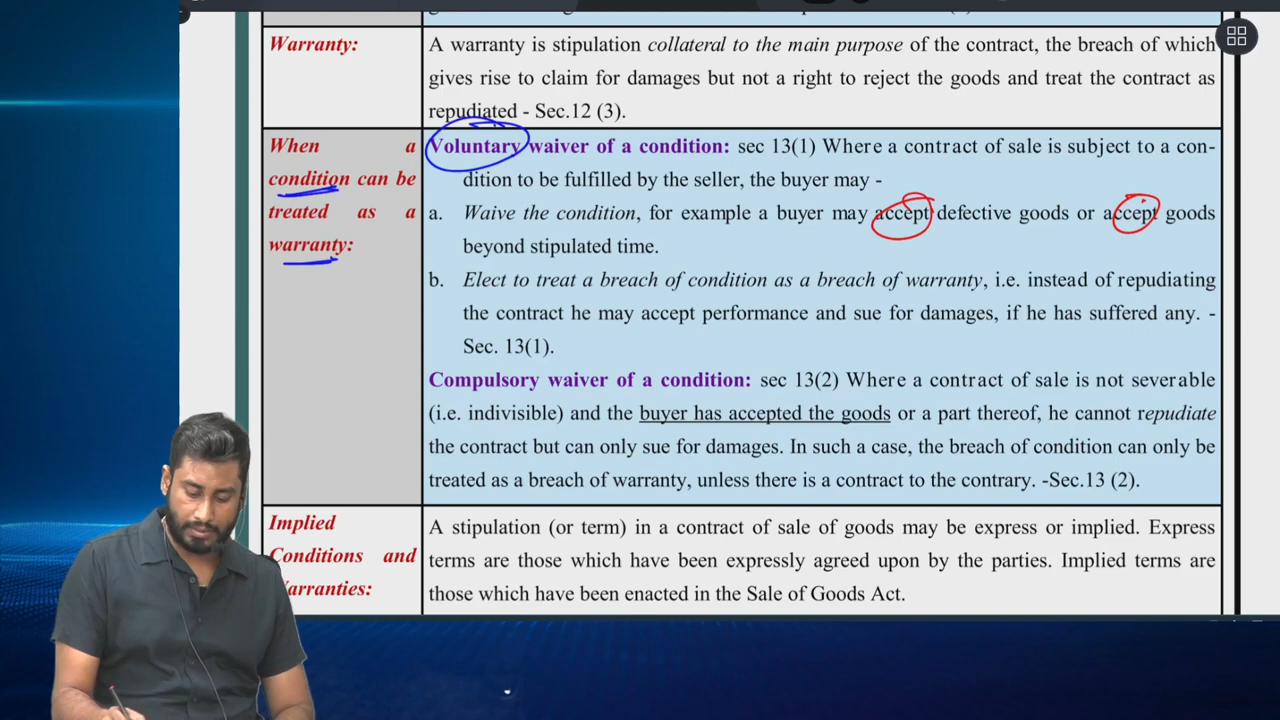 Warranty:
A warranty is stipulation collateral to the main purpose of the contract, the breach of which
gives rise to claim for damages but not a right to reject the goods and treat the contract as
repudiated - Sec.12 (3).
When a
condition can be
treated as a
warranty:
Voluntary waiver of a condition: sec 13(1) Where a contract of sale is subject to a con-
dition to be fulfilled by the seller, the buyer may -
a. Waive the condition, for example a buyer may accept defective goods or accept goods
beyond stipulated time.
b. Elect to treat a breach of condition as a breach of warranty, i.e. instead of repudiating
the contract he may accept performance and sue for damages, if he has suffered any. -
Sec. 13(1).
Compulsory waiver of a condition: sec 13(2) Where a contract of sale is not severable
(i.e. indivisible) and the buyer has accepted the goods or a part thereof, he cannot repudiate
the contract but can only sue for damages. In such a case, the breach of condition can only be
treated as a breach of warranty, unless there is a contract to the contrary. -Sec.13 (2).
Implied
Conditions and
arranties:
A stipulation (or term) in a contract of sale of goods may be express or implied. Express
terms are those which have been expressly agreed upon by the parties. Implied terms are
those which have been enacted in the Sale of Goods Act.